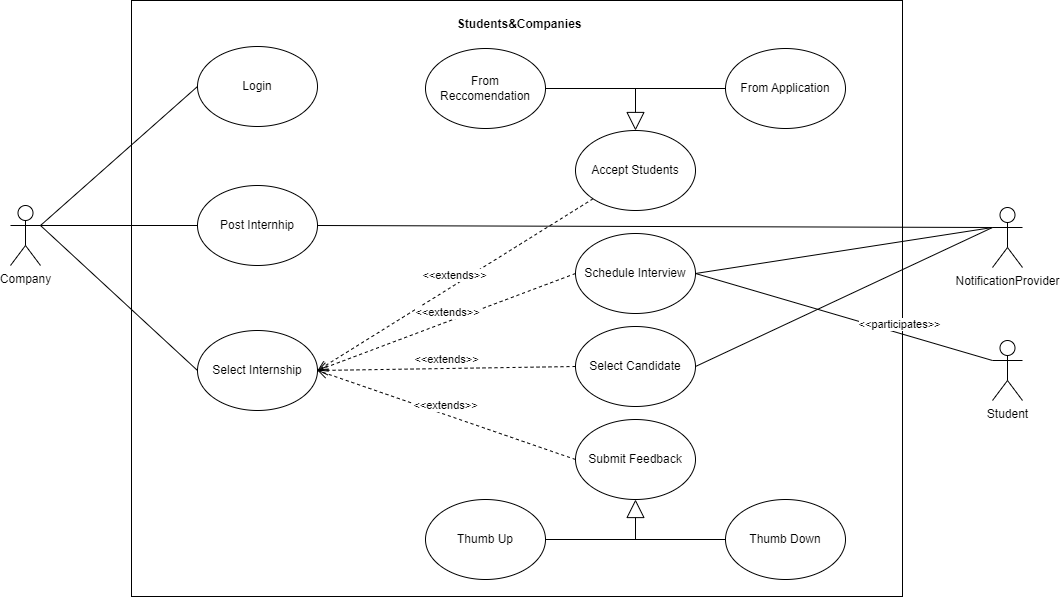 Students&Companies
Login
From
Reccomendation
From Application
Accept Students
Post Internhip
Company
<<extends>>
Schedule Interview
NotificationProvider
<<extends>>
<<participates>>
Select Internship
<<extends>>
Select Candidate
Student
<<extends>>
Submit Feedback
Thumb Up
Thumb Down